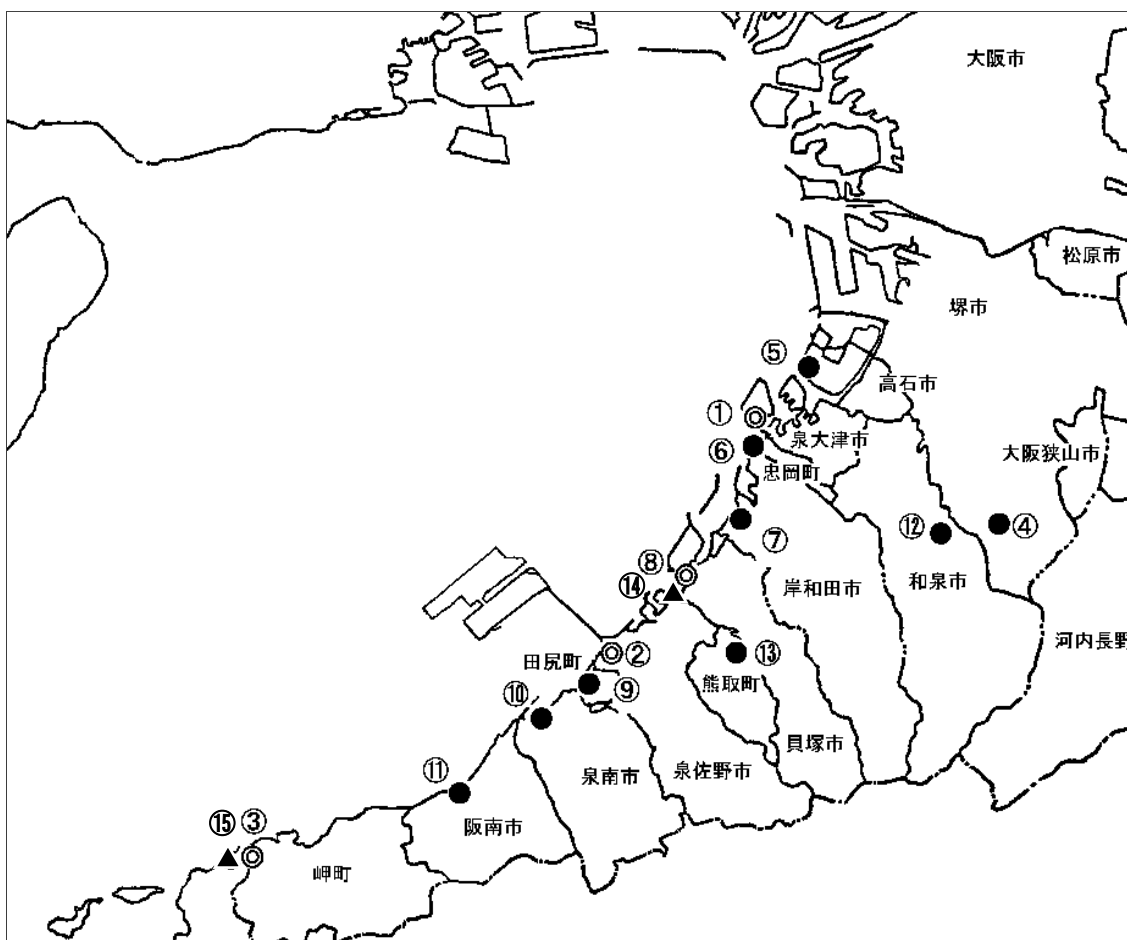 大阪市
松原市
堺市
⑤
高石市
①
泉大津市
⑥
忠岡町
大阪狭山市
⑫
④
⑦
⑧
⑭
岸和田市
和泉市
河内長野
田尻町
②
⑬
熊取町
⑩
⑨
貝塚市
泉南市
泉佐野市
⑪
阪南市
⑮ ③
岬町